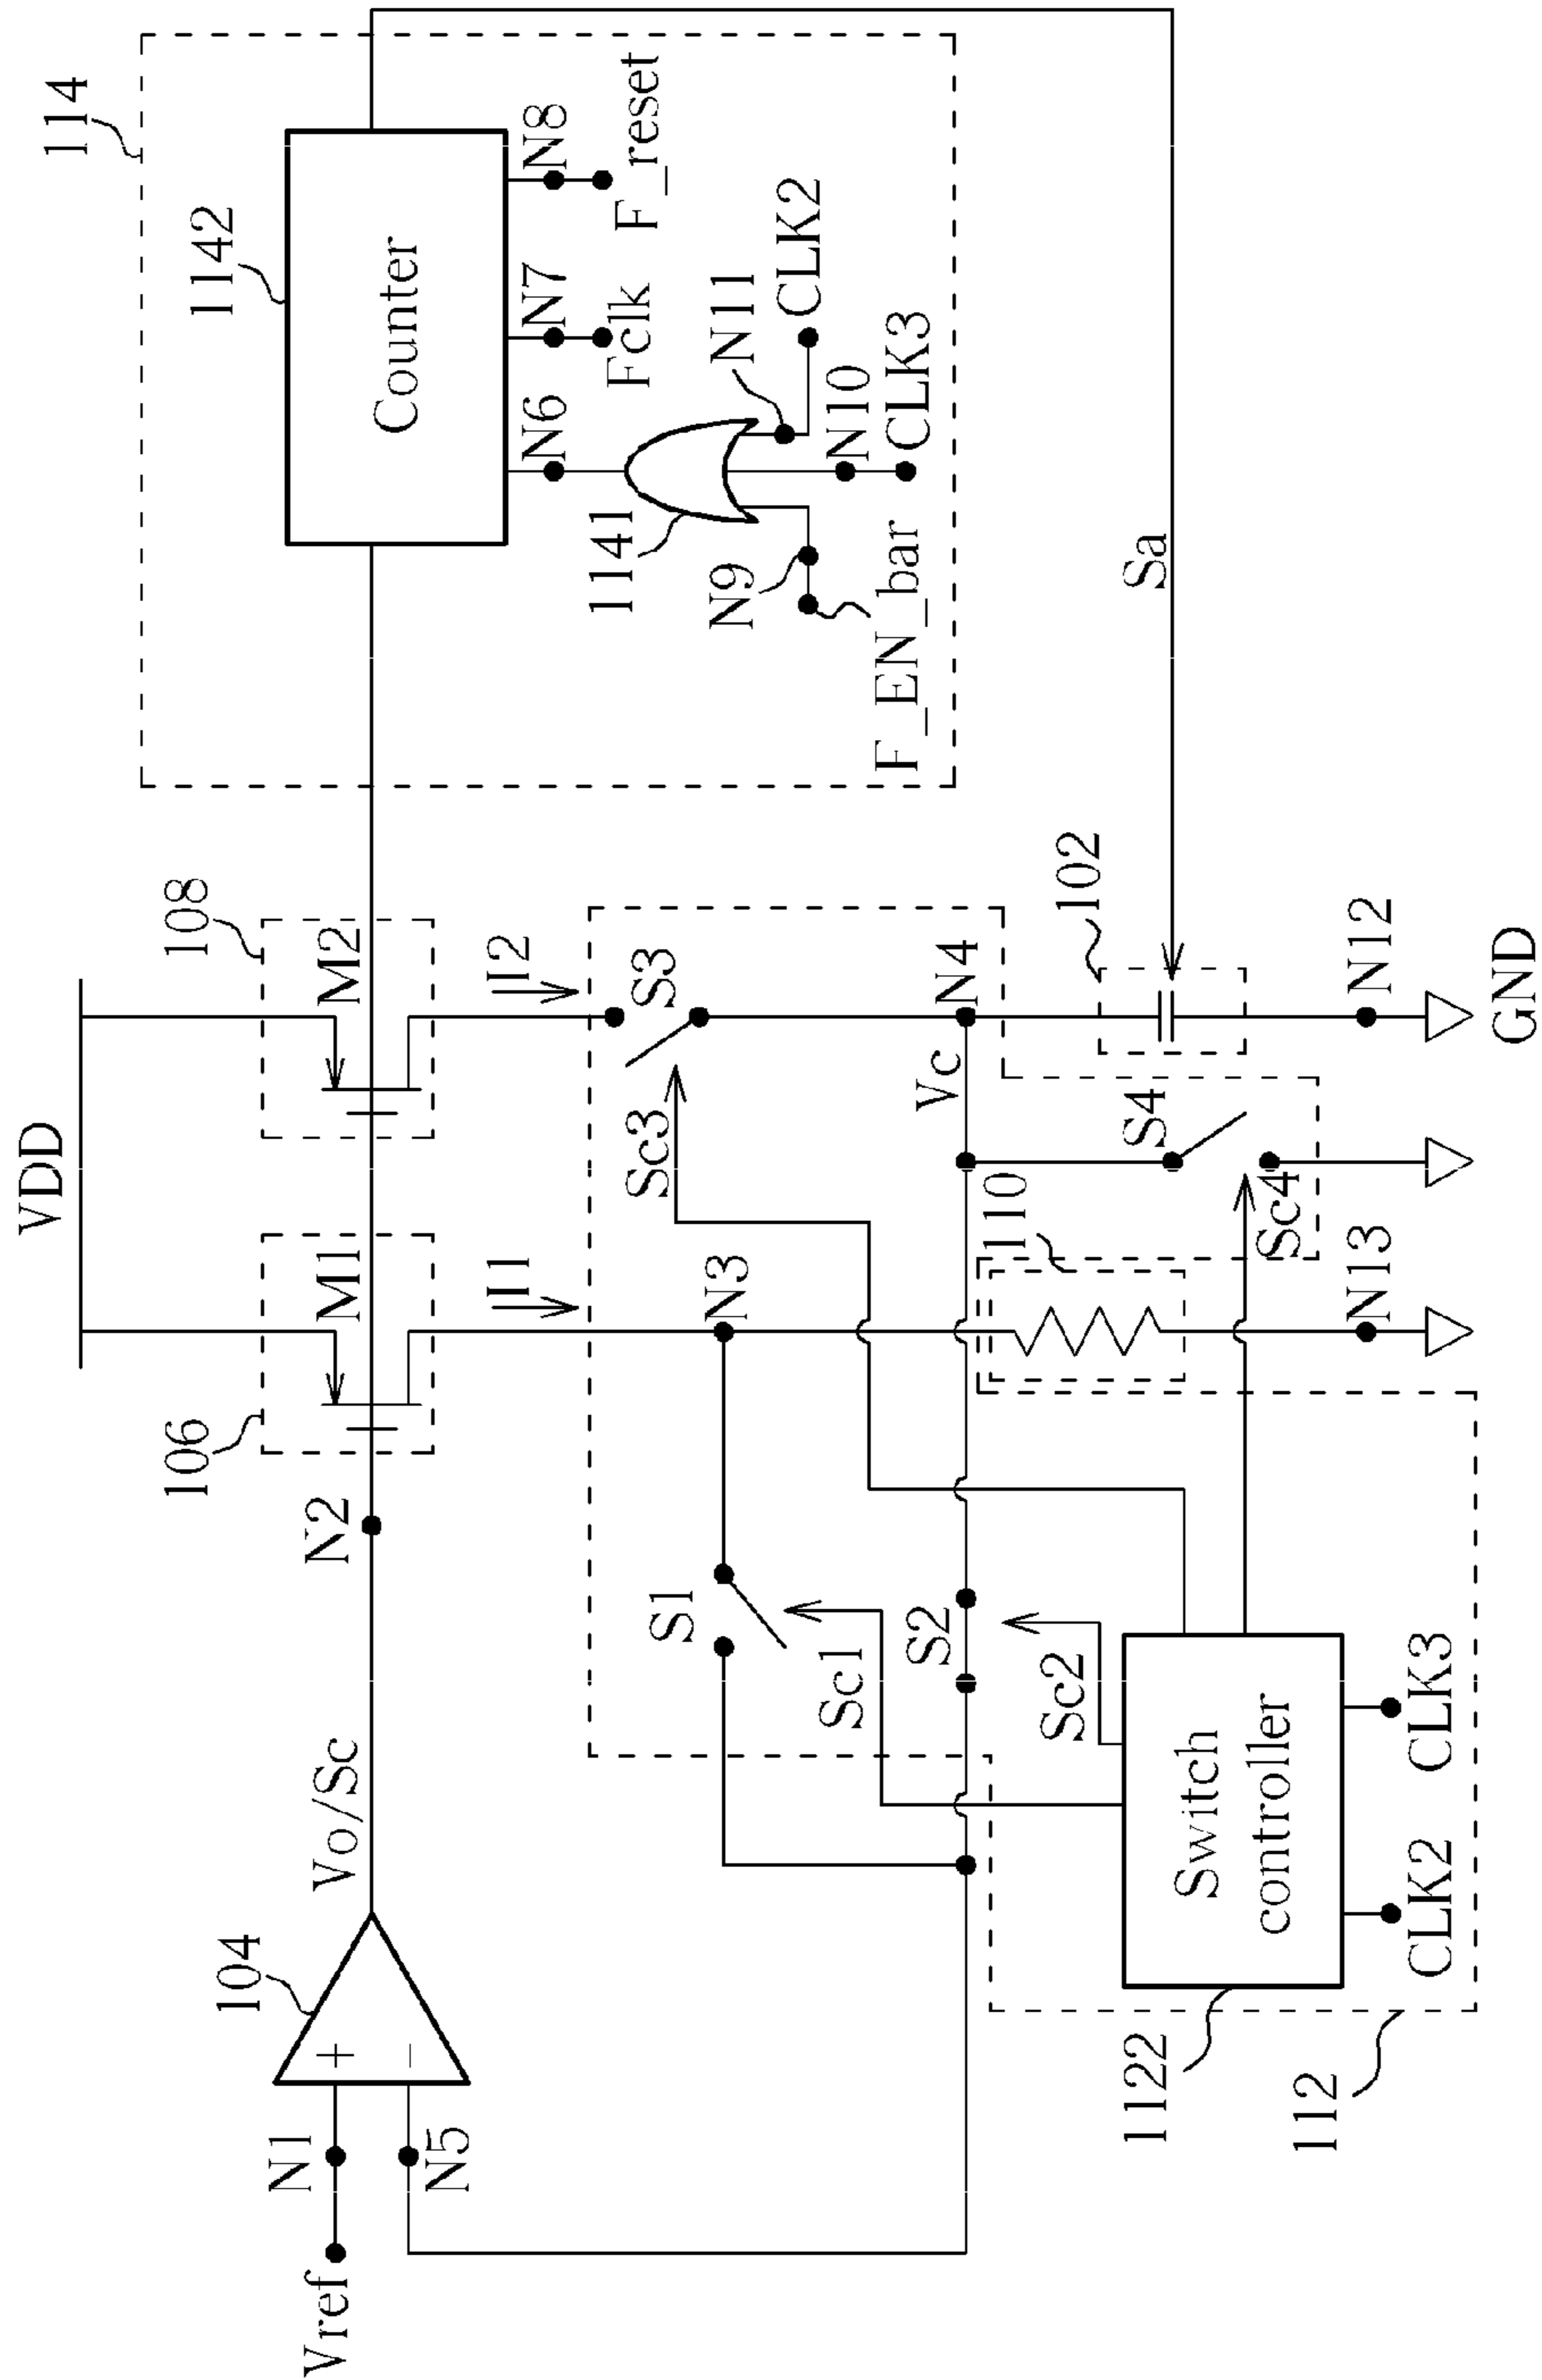 VDD
114
106
108
1142
M1
M2
Counter
104
Vo/Sc
N2
N6
N7
N8
Fclk
F_reset
Vref
N1
+
−
N5
I1
I2
1141
N9
N11
CLK2
F_EN_bar
N10
CLK3
S1
N3
Sc3
S3
Sc1
S2
Vc
N4
Sc2
110
102
S4
Sa
1122
Switch
controller
Sc4
112
CLK2
CLK3
N13
N12
GND